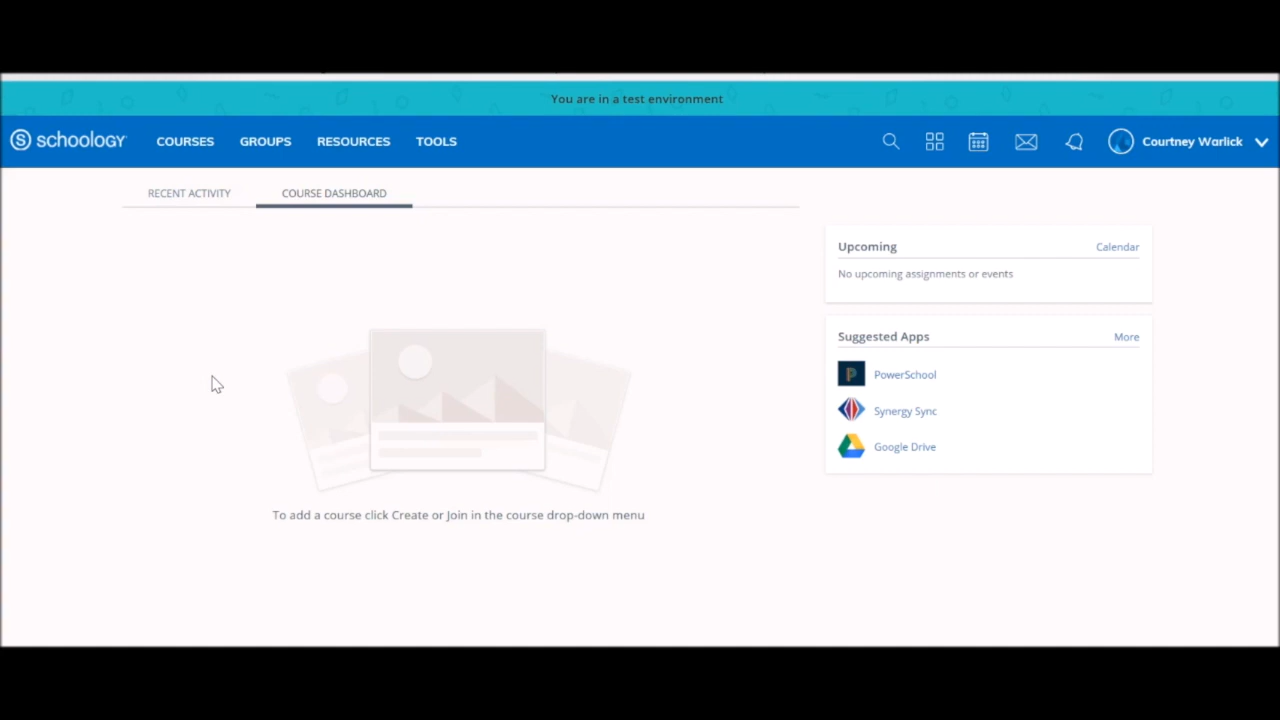 You are in a test environment
schoology COURSES GROUPS RESOURCES TOOLS Courtney Warlick
RECENT ACTIVITY COURSE DASHBOARD
Upcoming Calendar
No upcoming assignments or events
Suggested Apps More
PowerSchool
Synergy Sync
Google Drive
To add a course click Create or Join in the course drop-down menu